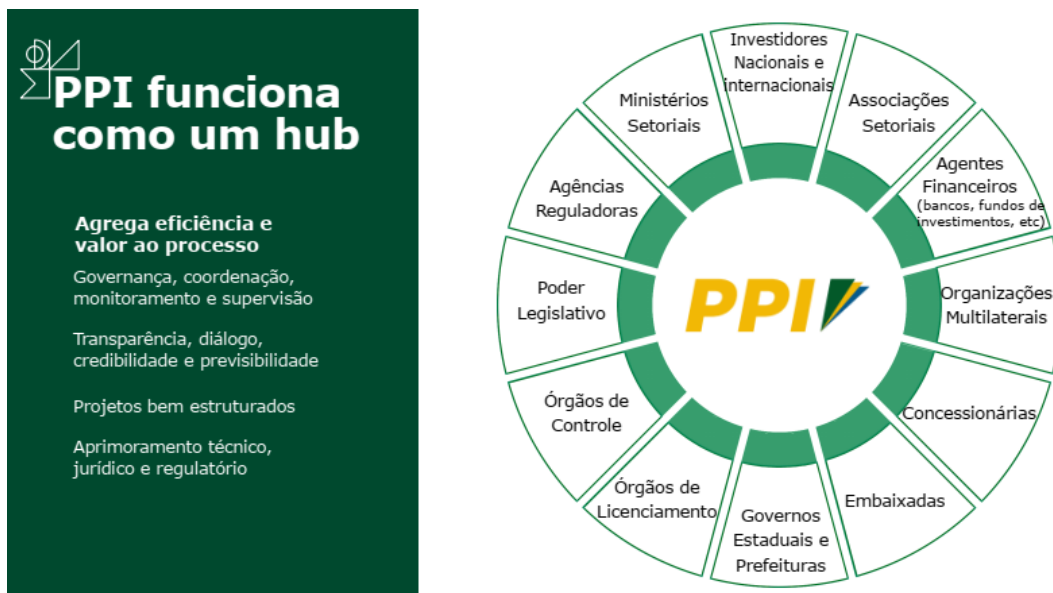 PPI funciona
como um hub
Agrega eficiência e
valor ao processo
Governança, coordenação,
monitoramento e supervisão
Transparência, diálogo,
credibilidade e previsibilidade
Projetos bem estruturados
Aprimoramento técnico,
jurídico e regulatório
Investidores
Nacionais e
internacionais
Associações
Setoriais
Agentes
Financeiros
(bancos, fundos de
investimentos, etc)
Organizações
Multilaterais
Concessionárias
Embaixadas
Governos
Estaduais e
Prefeituras
Órgãos de
Licenciamento
Órgãos de
Controle
Poder
Legislativo
Agências
Reguladoras
Ministérios
Setoriais
PPI